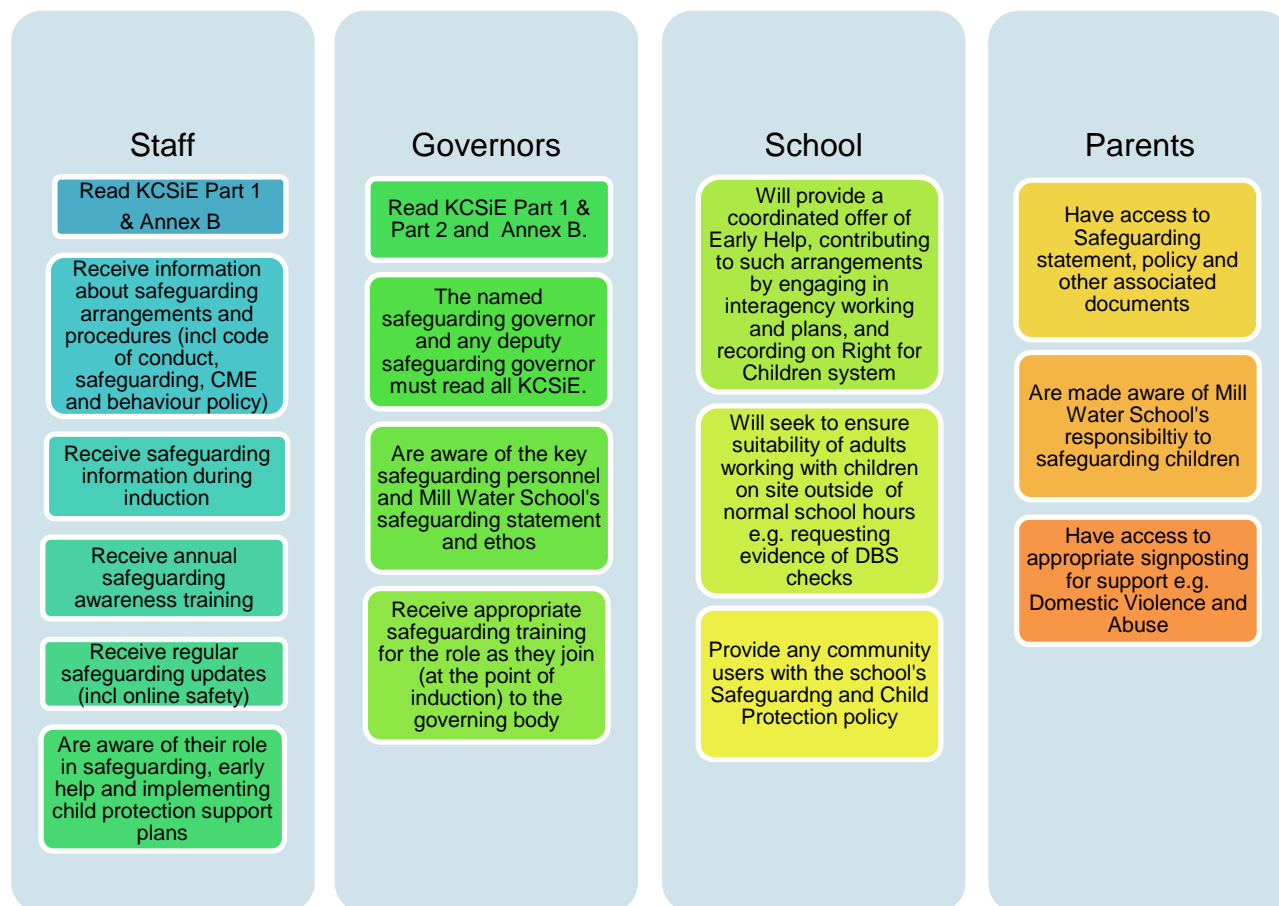 Staff
Read KCSiE Part 1
& Annex B
Receive information
about safeguarding
arrangements and
procedures (incl code
of conduct,
safeguarding, CME
and behaviour policy)
Receive safeguarding
information during
induction
Receive annual
safeguarding
awareness training
Receive regular
safeguarding updates
(incl online safety)
Are aware of their role
in safeguarding, early
help and implementing
child protection support
plans
Governors
Read KCSiE Part 1 &
Part 2 and  Annex B.
The named
safeguarding governor
and any deputy
safeguarding governor
must read all KCSiE.
Are aware of the key
safeguarding personnel
and Mill Water School's
safeguarding statement
and ethos
Receive appropriate
safeguarding training
for the role as they join
(at the point of
induction) to the
governing body
School
Will provide a
coordinated offer of
Early Help, contributing
to such arrangements
by engaging in
interagency working
and plans, and
recording on Right for
Children system
Will seek to ensure
suitability of adults
working with children
on site outside  of
normal school hours
e.g. requesting
evidence of DBS
checks
Provide any community
users with the school's
Safeguardng and Child
Protection policy
Parents
Have access to
Safeguarding
statement, policy and
other associated
documents
Are made aware of Mill
Water School's
responsibiltiy to
safeguarding children
Have access to
appropriate signposting
for support e.g.
Domestic Violence and
Abuse